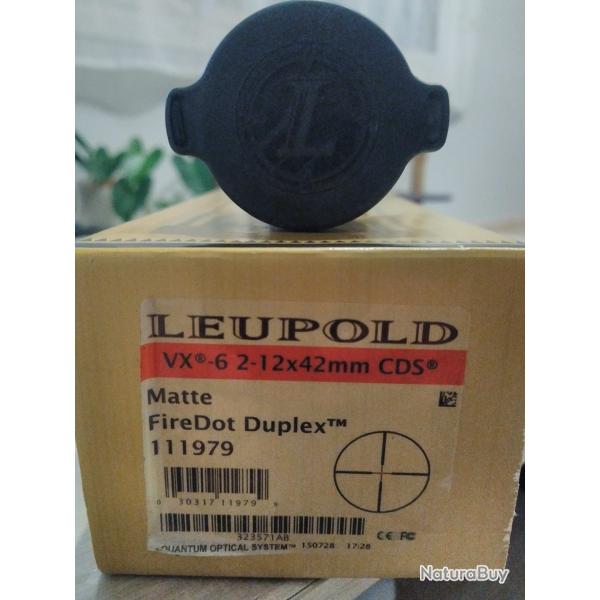 L
LEUPOLD
VX®-6 2-12x42mm CDS®
Matte
FireDot Duplex™
111979
0 30317 11979 9
323571AB
CE FC
QUANTUM OPTICAL SYSTEM™ 150728 17:28
NaturaBuy